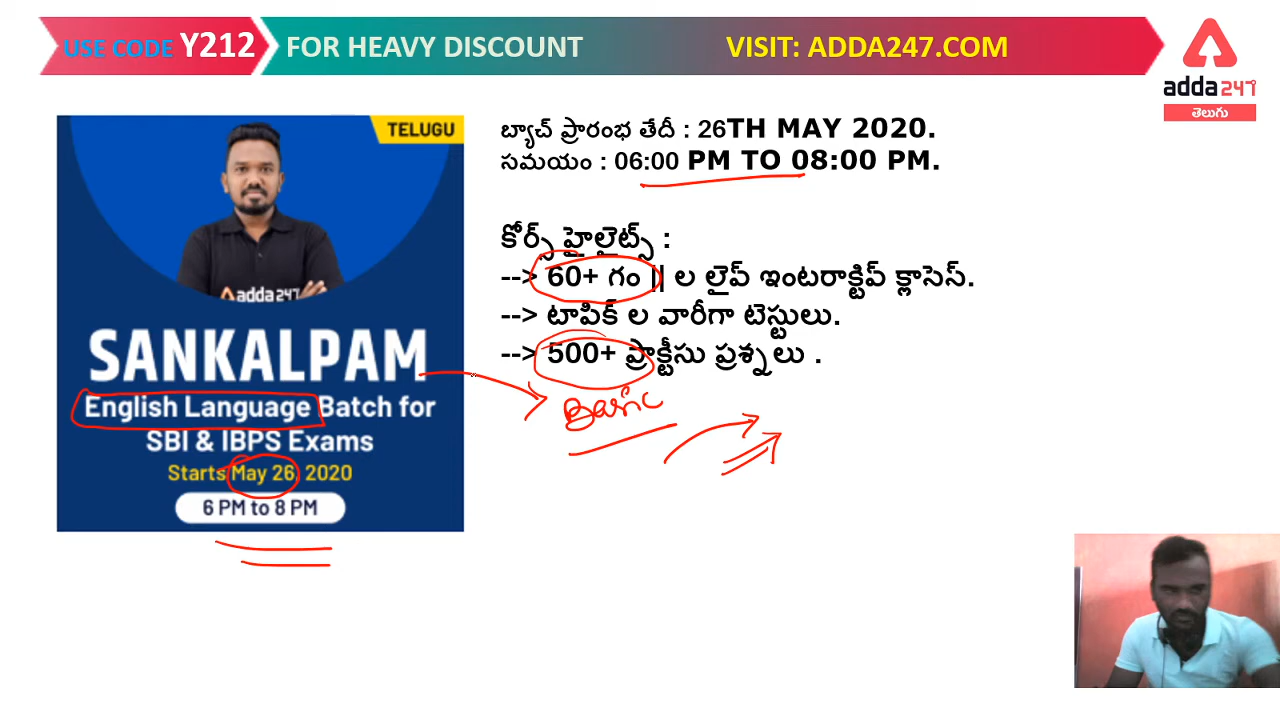 USE CODE Y212 FOR HEAVY DISCOUNT VISIT: ADDA247.COM
adda247
తెలుగు
TELUGU
adda247
SANKALPAM
English Language Batch for
SBI & IBPS Exams
Starts May 26, 2020
6 PM to 8 PM
బ్యాచ్ ప్రారంభ తేదీ : 26TH MAY 2020.
సమయం : 06:00 PM TO 08:00 PM.
కోర్స్ హైలైట్స్ :
--> 60+ గం || ల లైవ్ ఇంటరాక్టివ్ క్లాసెస్.
--> టాపిక్ ల వారీగా టెస్టులు.
--> 500+ ప్రాక్టీసు ప్రశ్నలు .
Basic